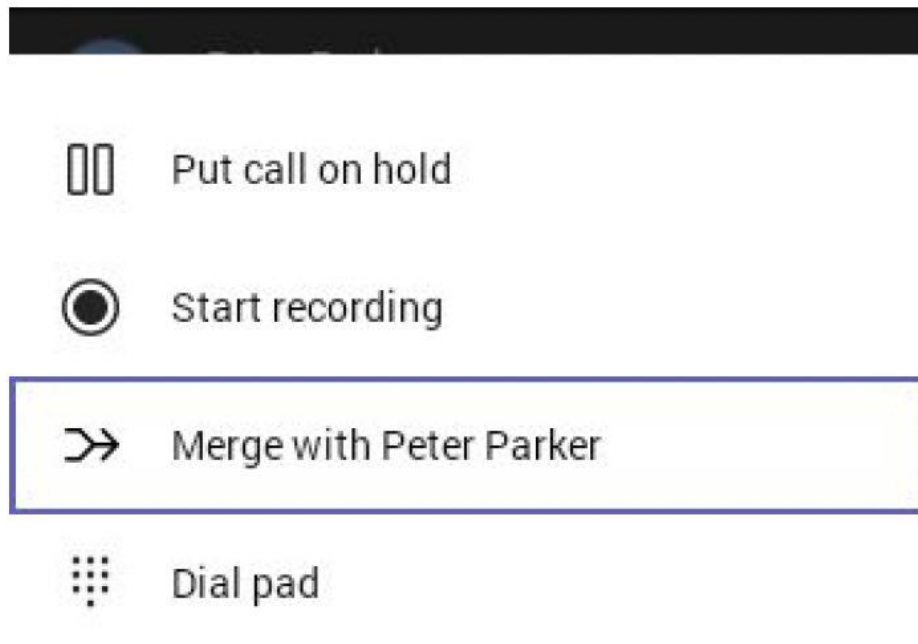 Put call on hold
Start recording
Merge with Peter Parker
Dial pad